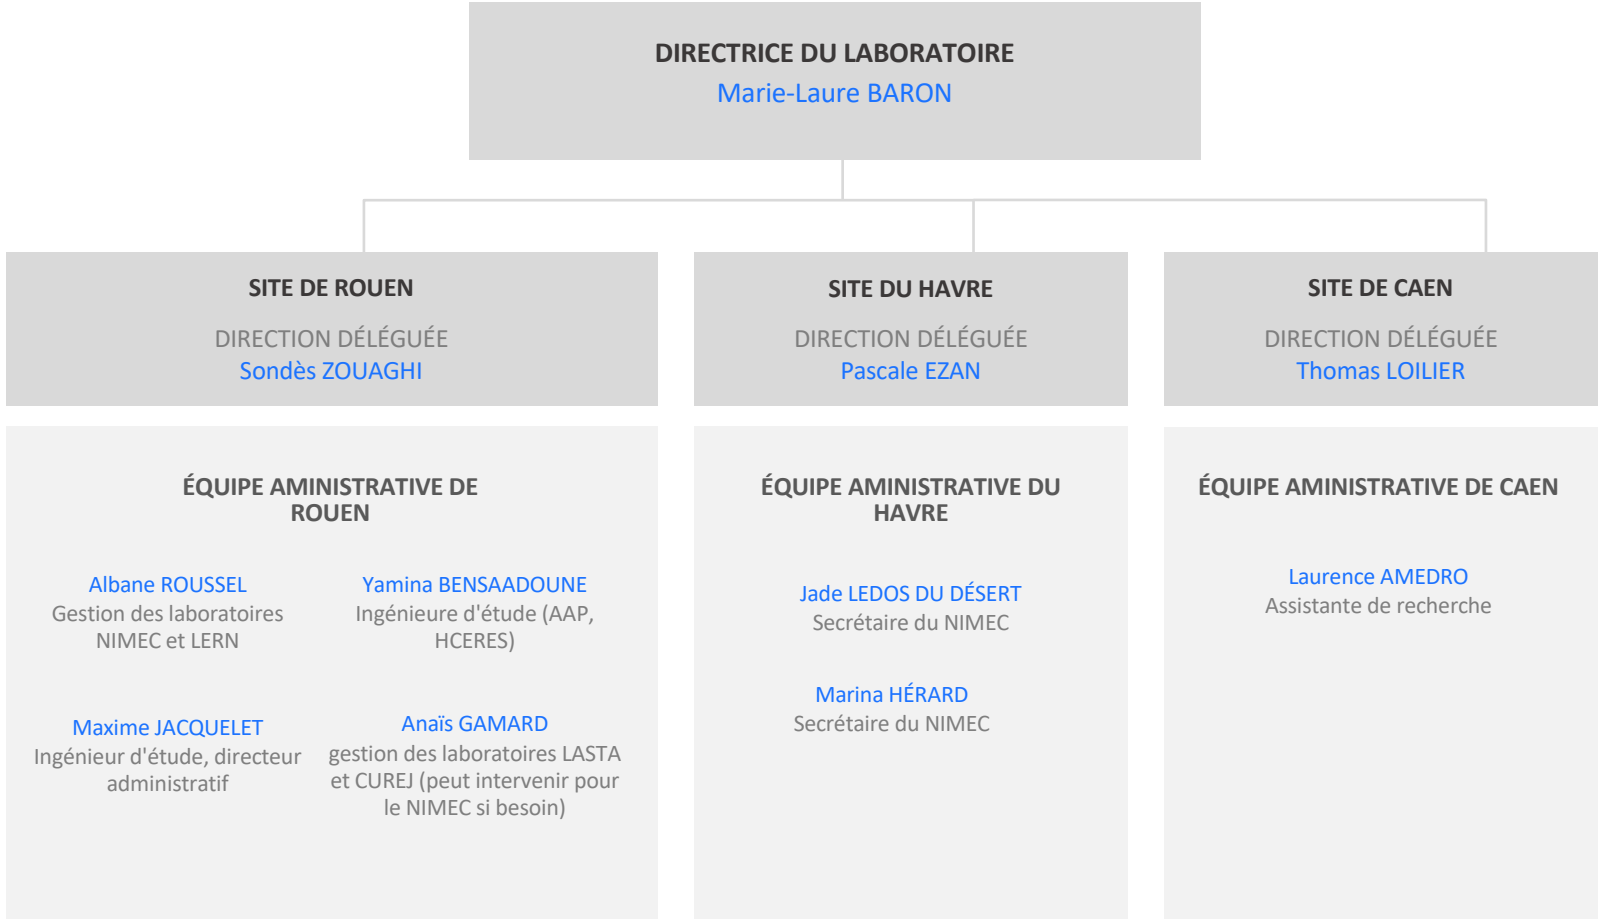 DIRECTRICE DU LABORATOIRE
Marie-Laure BARON
SITE DE ROUEN
DIRECTION DÉLÉGUÉE
Sondès ZOUAGHI
SITE DU HAVRE
DIRECTION DÉLÉGUÉE
Pascale EZAN
SITE DE CAEN
DIRECTION DÉLÉGUÉE
Thomas LOILIER
ÉQUIPE AMINISTRATIVE DE
ROUEN
Albane ROUSSEL
Gestion des laboratoires
NIMEC et LERN
Yamina BENSAADOUNE
Ingénieure d'étude (AAP,
HCERES)
Maxime JACQUELET
Ingénieur d'étude, directeur
administratif
Anaïs GAMARD
gestion des laboratoires LASTA
et CUREJ (peut intervenir pour
le NIMEC si besoin)
ÉQUIPE AMINISTRATIVE DU
HAVRE
Jade LEDOS DU DÉSERT
Secrétaire du NIMEC
Marina HÉRARD
Secrétaire du NIMEC
ÉQUIPE AMINISTRATIVE DE CAEN
Laurence AMEDRO
Assistante de recherche